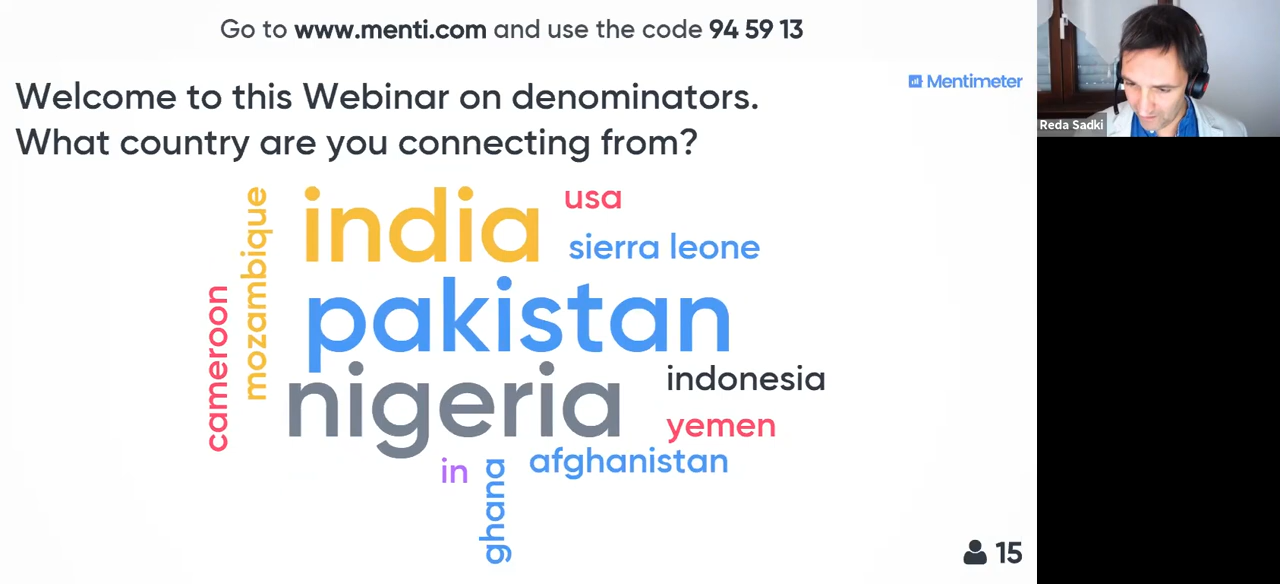 Go to www.menti.com and use the code 94 59 13
Mentimeter
Reda Sadki
Welcome to this Webinar on denominators.
What country are you connecting from?
mozambique
india
usa
sierra leone
cameroon
pakistan
nigeria
indonesia
yemen
in
afghanistan
ghana
15